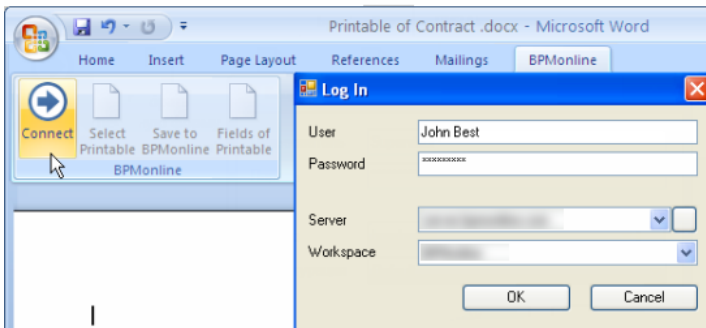 Printable of Contract .docx - Microsoft Word
Home Insert Page Layout References Mailings BPMonline
Connect
Select Printable
Save to BPMonline
Fields of Printable
BPMonline
Log In
User John Best
Password xxxxxxxxx
Server
Workspace
OK Cancel